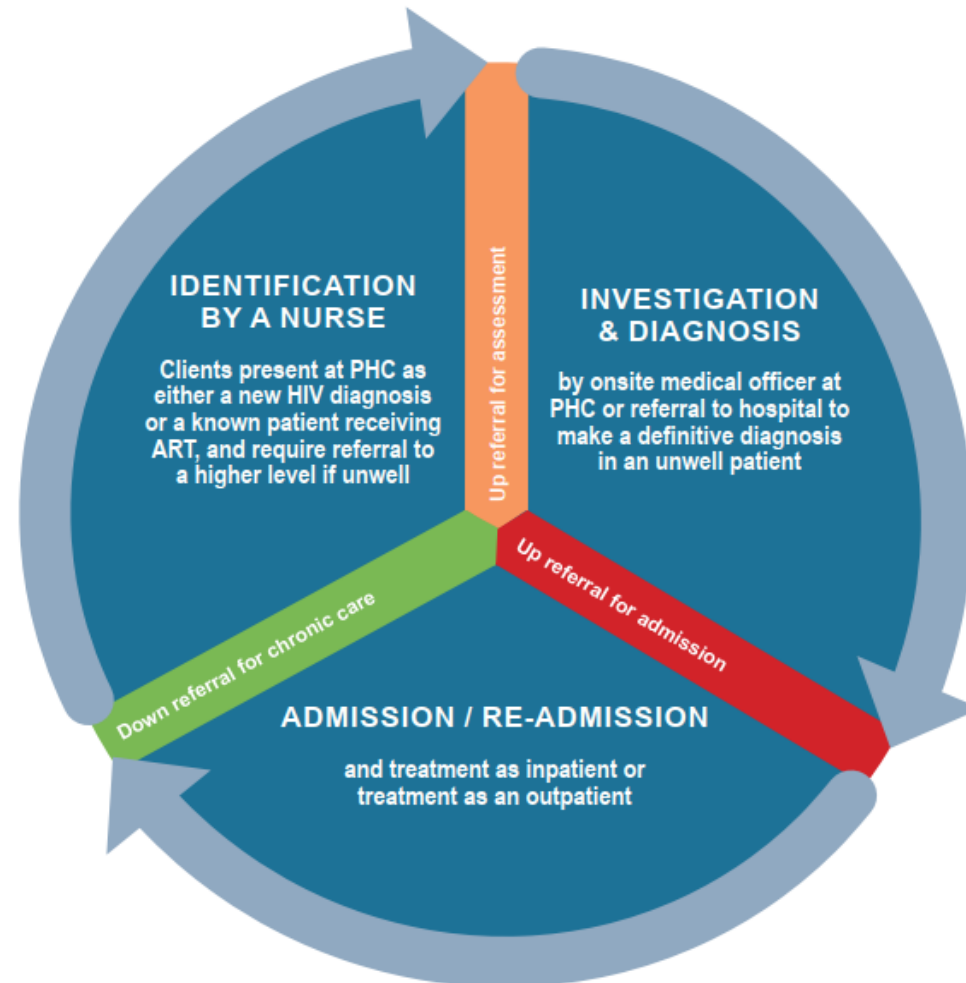 IDENTIFICATION
BY A NURSE
Clients present at PHC as
either a new HIV diagnosis
or a known patient receiving
ART, and require referral to
a higher level if unwell
Up referral for assessment
INVESTIGATION
& DIAGNOSIS
by onsite medical officer at
PHC or referral to hospital to
make a definitive diagnosis
in an unwell patient
Up referral for admission
ADMISSION / RE-ADMISSION
and treatment as inpatient or
treatment as an outpatient
Down referral for chronic care